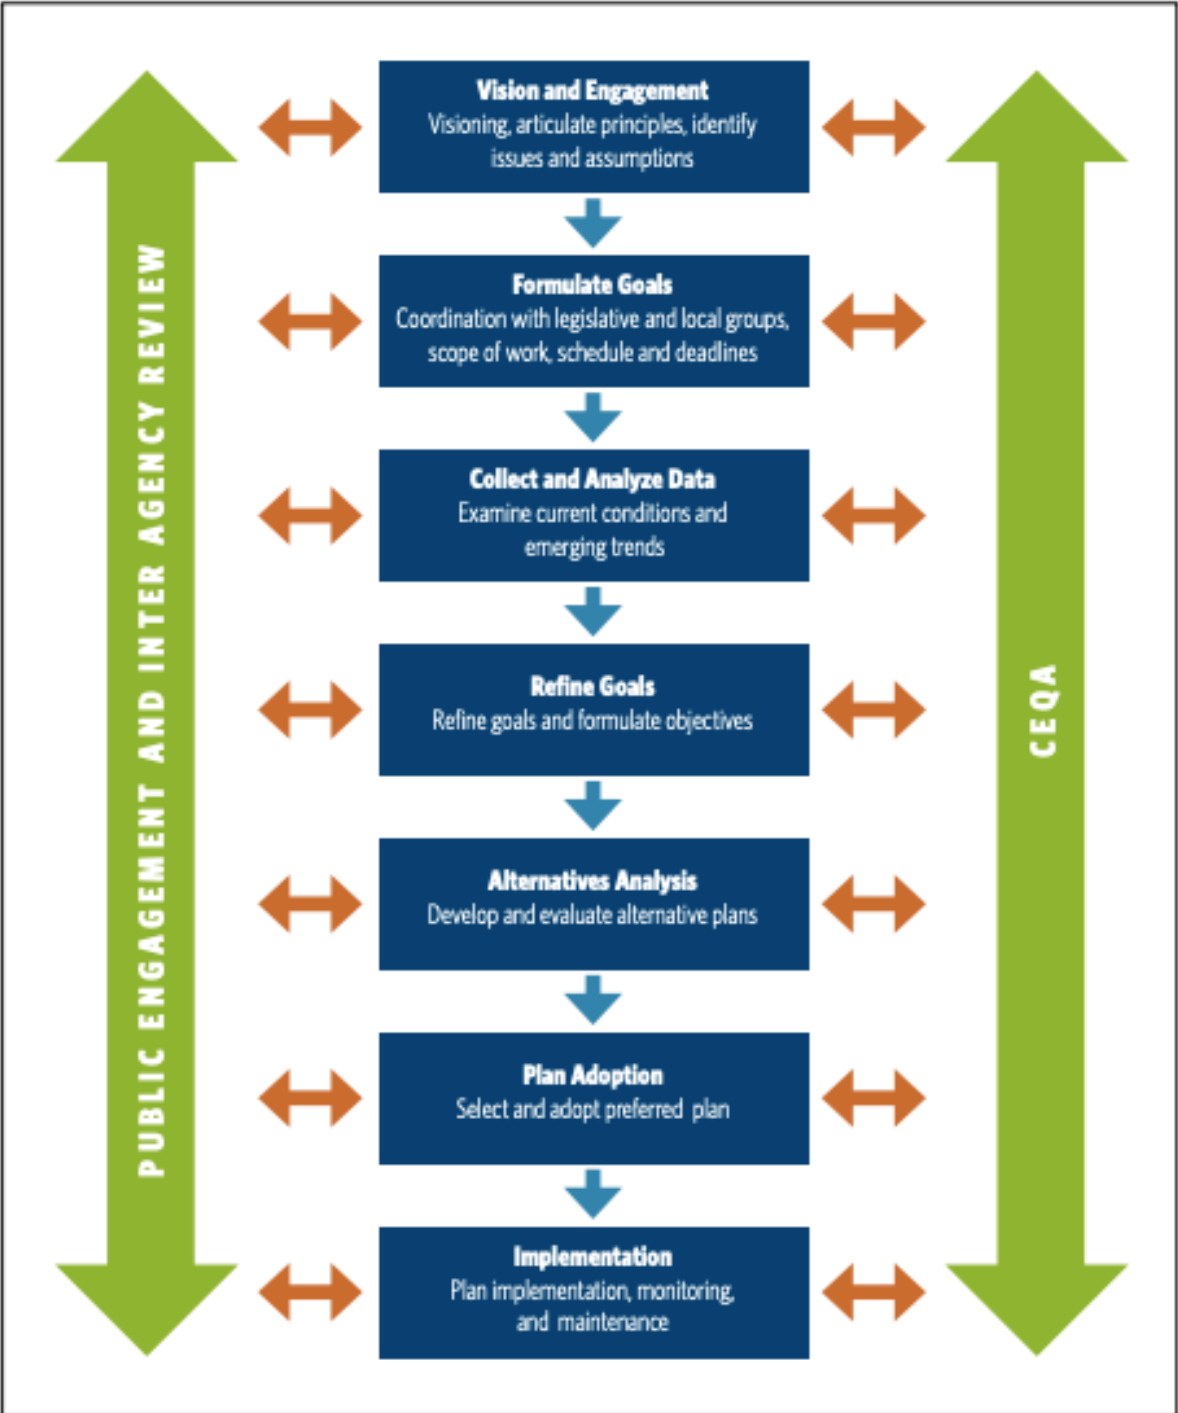 PUBLIC ENGAGEMENT AND INTER AGENCY REVIEW
Vision and Engagement
Visioning, articulate principles, identify
issues and assumptions
Formulate Goals
Coordination with legislative and local groups,
scope of work, schedule and deadlines
Collect and Analyze Data
Examine current conditions and
emerging trends
Refine Goals
Refine goals and formulate objectives
Alternatives Analysis
Develop and evaluate alternative plans
Plan Adoption
Select and adopt preferred plan
Implementation
Plan implementation, monitoring,
and maintenance
CEQA